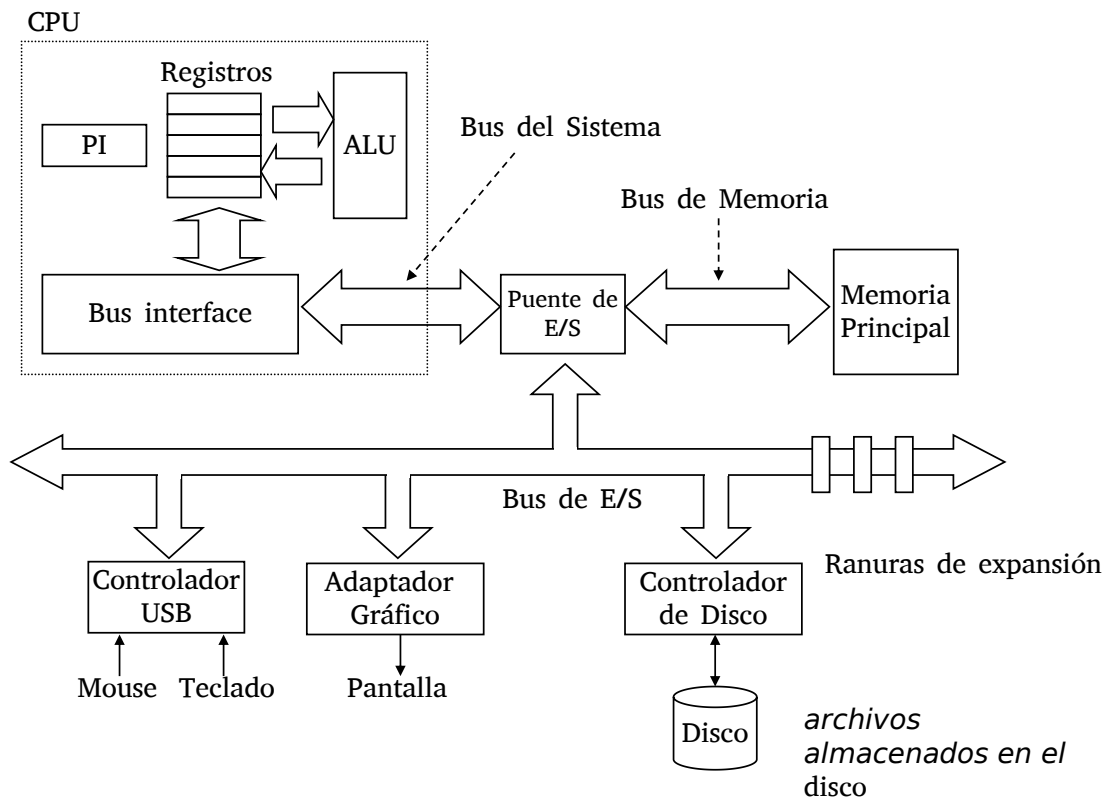 CPU
Registros
PI
ALU
Bus del Sistema
Bus de Memoria
Bus interface
Puente de
E/S
Memoria
Principal
Bus de E/S
Ranuras de expansión
Controlador
USB
Adaptador
Gráfico
Controlador
de Disco
Mouse
Teclado
Pantalla
Disco
archivos
almacenados en el
disco